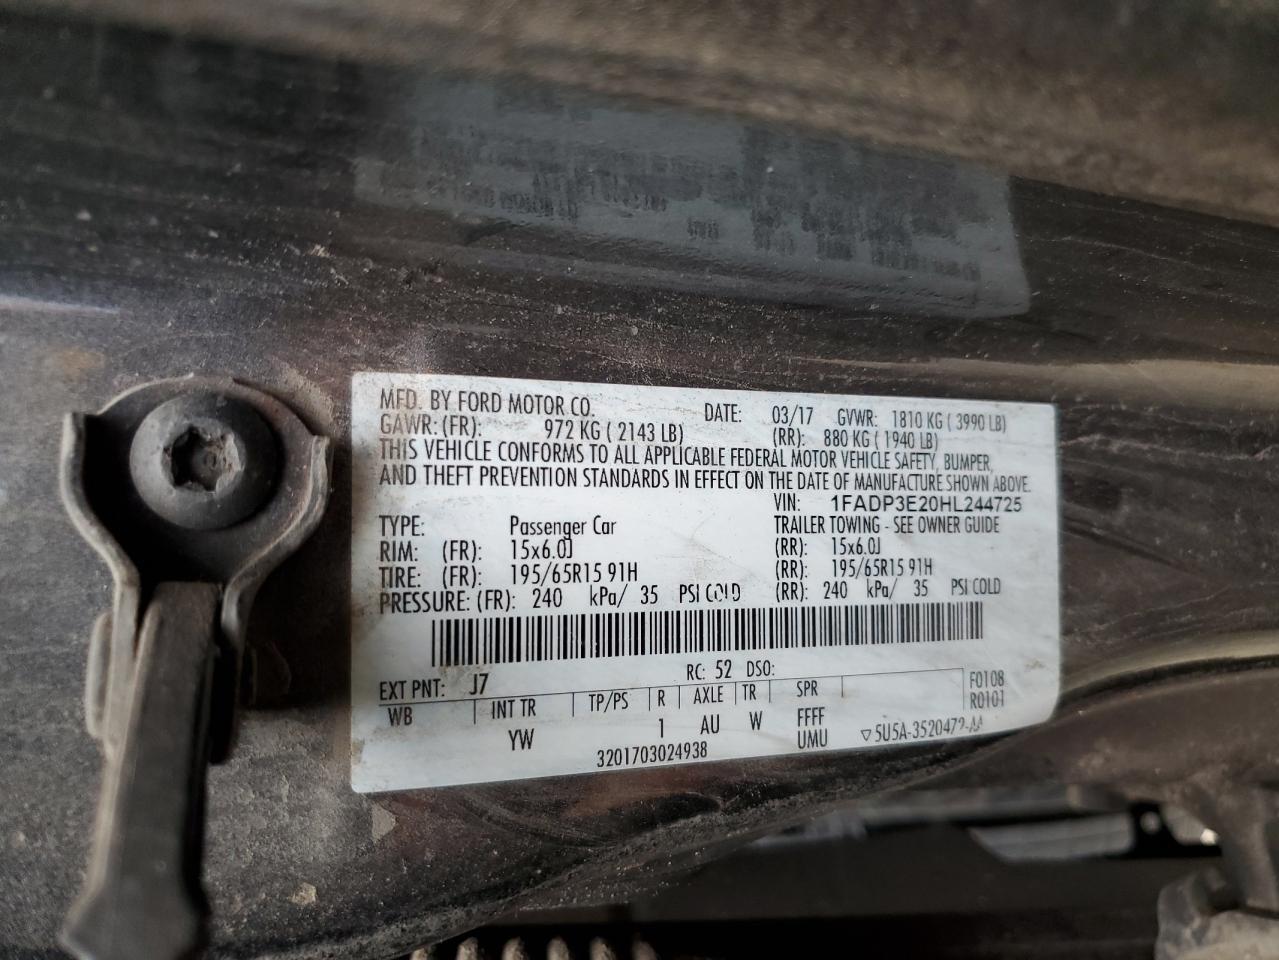 MFD. BY FORD MOTOR CO. DATE: 03/17 GVWR: 1810 KG ( 3990 LB)
GAWR: (FR): 972 KG ( 2143 LB) (RR): 880 KG ( 1940 LB)
THIS VEHICLE CONFORMS TO ALL APPLICABLE FEDERAL MOTOR VEHICLE SAFETY, BUMPER,
AND THEFT PREVENTION STANDARDS IN EFFECT ON THE DATE OF MANUFACTURE SHOWN ABOVE.
VIN: 1FADP3E20HL244725
TYPE: Passenger Car TRAILER TOWING - SEE OWNER GUIDE
RIM: (FR): 15x6.0J (RR): 15x6.0J
TIRE: (FR): 195/65R15 91H (RR): 195/65R15 91H
PRESSURE: (FR): 240 kPa/ 35 PSI COLD (RR): 240 kPa/ 35 PSI COLD
RC: 52 DSO:
EXT PNT: J7 F0108
WB INT TR TP/PS R AXLE TR SPR R0101
YW 1 AU W FFFF
UMU ▽5U5A-3520472-AA
3201703024938